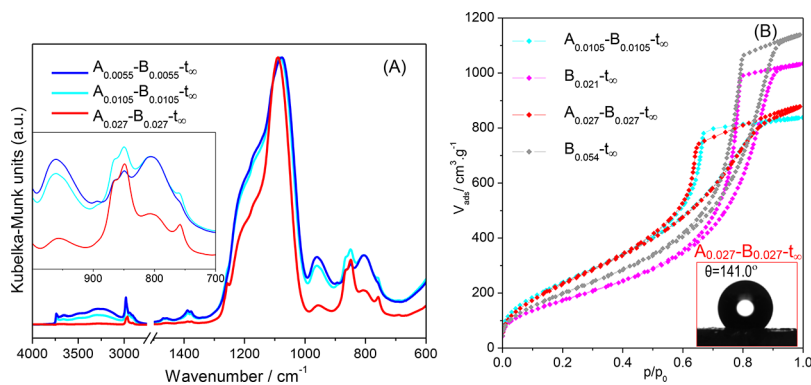 (A)
A0.0055-B0.0055-t∞
A0.0105-B0.0105-t∞
A0.027-B0.027-t∞
Kubelka-Munk units (a.u.)
900 800 700
4000 3500 3000 1400 1200 1000 800 600
Wavenumber / cm-1
(B)
A0.0105-B0.0105-t∞
B0.021-t∞
A0.027-B0.027-t∞
B0.054-t∞
Vads/ cm3.g-1
1200
1000
800
600
400
200
0
A0.027-B0.027-t∞
θ=141.0°
0.0 0.2 0.4 0.6 0.8 1.0
p/p0